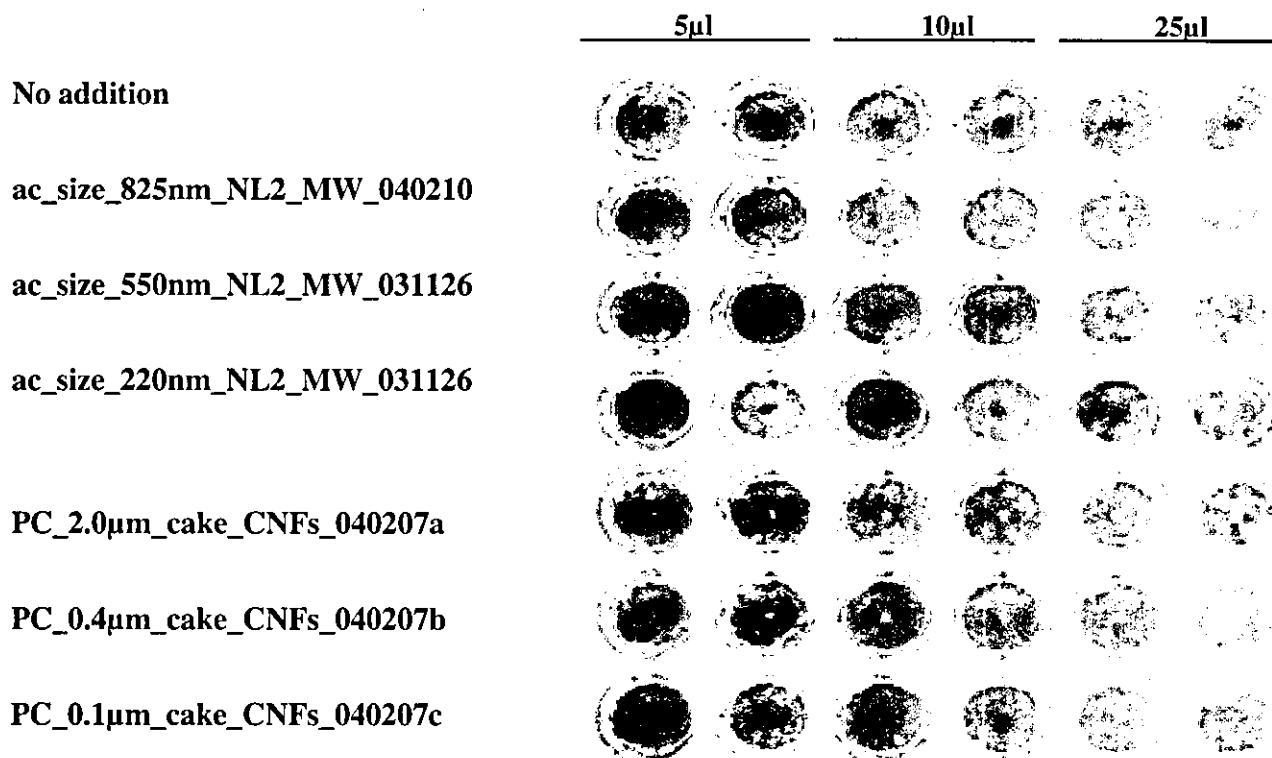 5µl 10µl 25µl
No addition
ac_size_825nm_NL2_MW_040210
ac_size_550nm_NL2_MW_031126
ac_size_220nm_NL2_MW_031126
PC_2.0µm_cake_CNFs_040207a
PC_0.4µm_cake_CNFs_040207b
PC_0.1µm_cake_CNFs_040207c